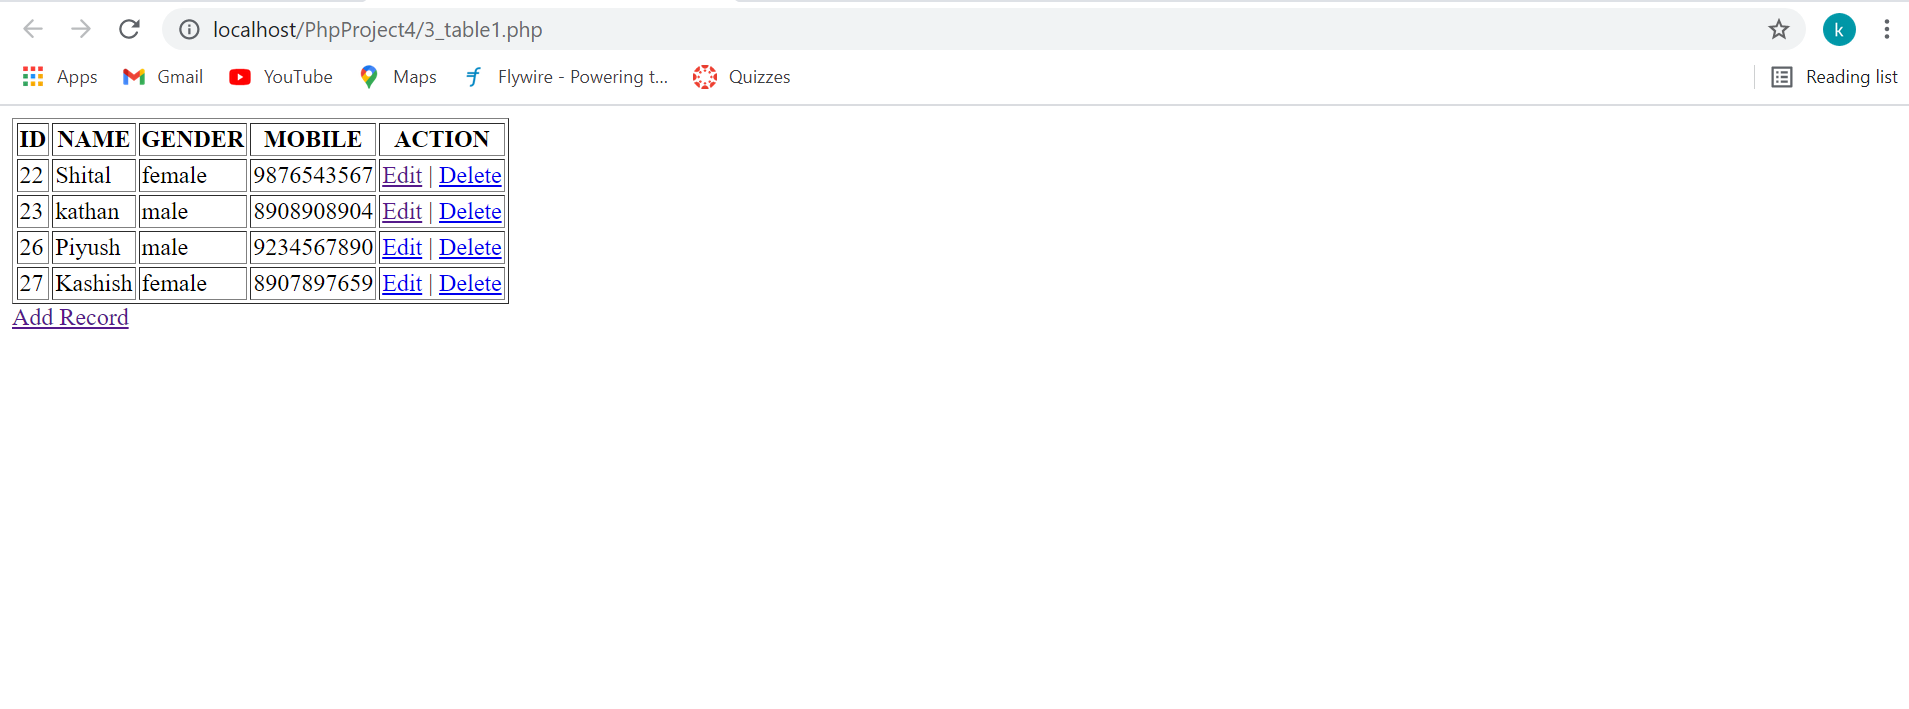 localhost/PhpProject4/3_table1.php k
Apps Gmail YouTube Maps Flywire - Powering t... Quizzes Reading list
ID NAME GENDER MOBILE ACTION
22 Shital female 9876543567 Edit | Delete
23 kathan male 8908908904 Edit | Delete
26 Piyush male 9234567890 Edit | Delete
27 Kashish female 8907897659 Edit | Delete
Add Record